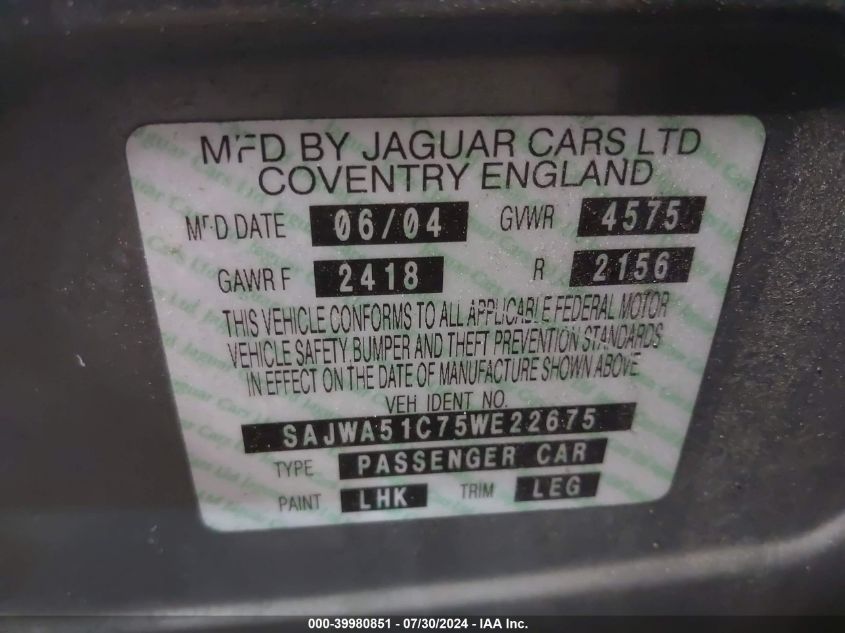 MFD BY JAGUAR CARS LTD
COVENTRY ENGLAND
MFD DATE 06/04 GVWR 4575
GAWR F 2418 R 2156
THIS VEHICLE CONFORMS TO ALL APPLICABLE FEDERAL MOTOR
VEHICLE SAFETY, BUMPER AND THEFT PREVENTION STANDARDS
IN EFFECT ON THE DATE OF MANUFACTURE SHOWN ABOVE
VEH IDENT NO.
SAJWA51C75WE22675
TYPE PASSENGER CAR
PAINT LHK TRIM LEG
000-39980851 / 07/30/2024 - IAA Inc.